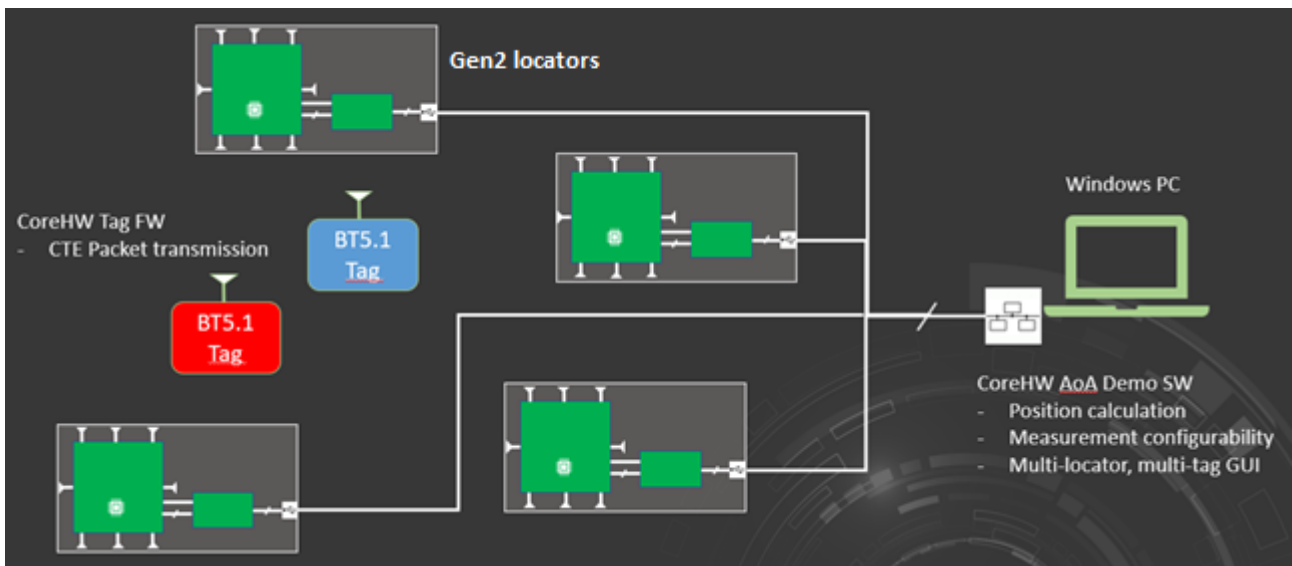 Gen2 locators
Windows PC
CoreHW Tag FW
- CTE Packet transmission
BT5.1
Tag
BT5.1
Tag
CoreHW AoA Demo SW
- Position calculation
- Measurement configurability
- Multi-locator, multi-tag GUI